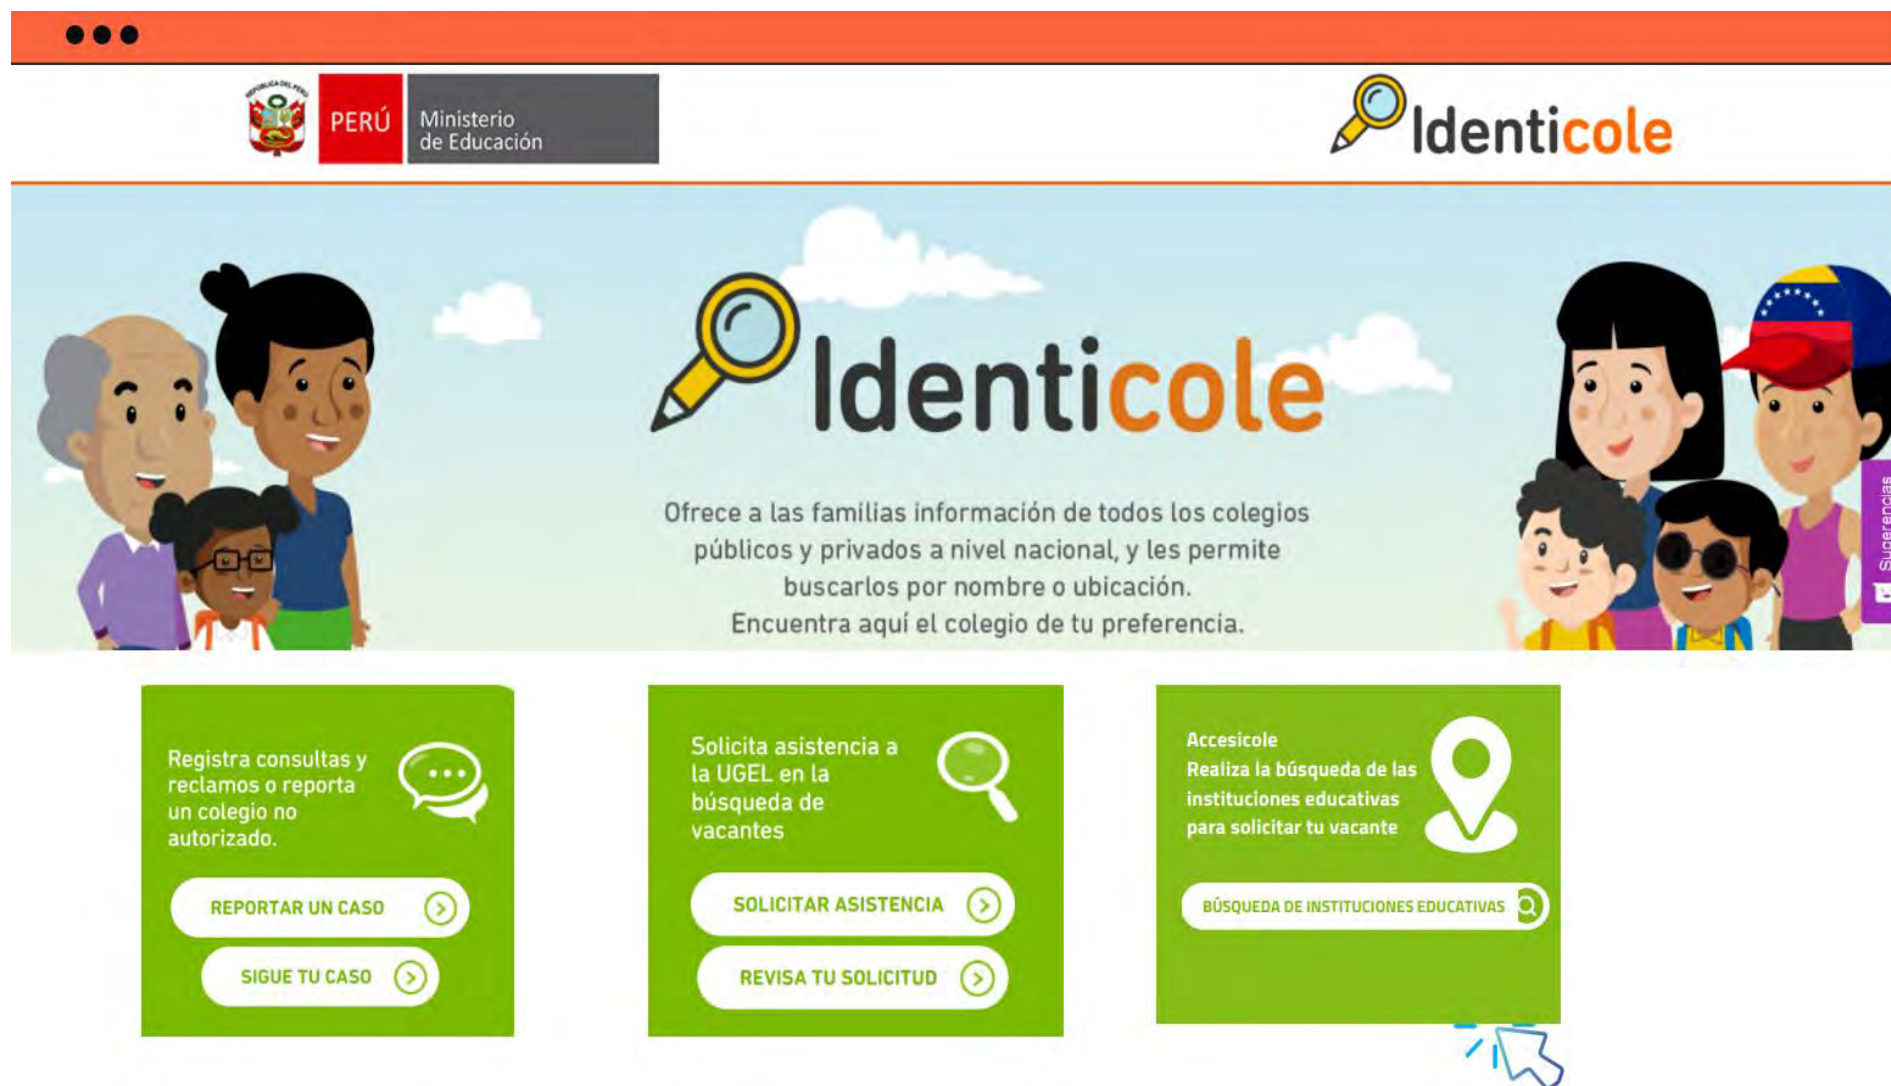 REPUBLICA DEL PERU
PERÚ
Ministerio
de Educación
Identicole
Identicole
Ofrece a las familias información de todos los colegios
públicos y privados a nivel nacional, y les permite
buscarlos por nombre o ubicación.
Encuentra aquí el colegio de tu preferencia.
Sugerencias
Registra consultas y
reclamos o reporta
un colegio no
autorizado.
REPORTAR UN CASO
SIGUE TU CASO
Solicita asistencia a
la UGEL en la
búsqueda de
vacantes
SOLICITAR ASISTENCIA
REVISA TU SOLICITUD
Accesicole
Realiza la búsqueda de las
instituciones educativas
para solicitar tu vacante
BÚSQUEDA DE INSTITUCIONES EDUCATIVAS